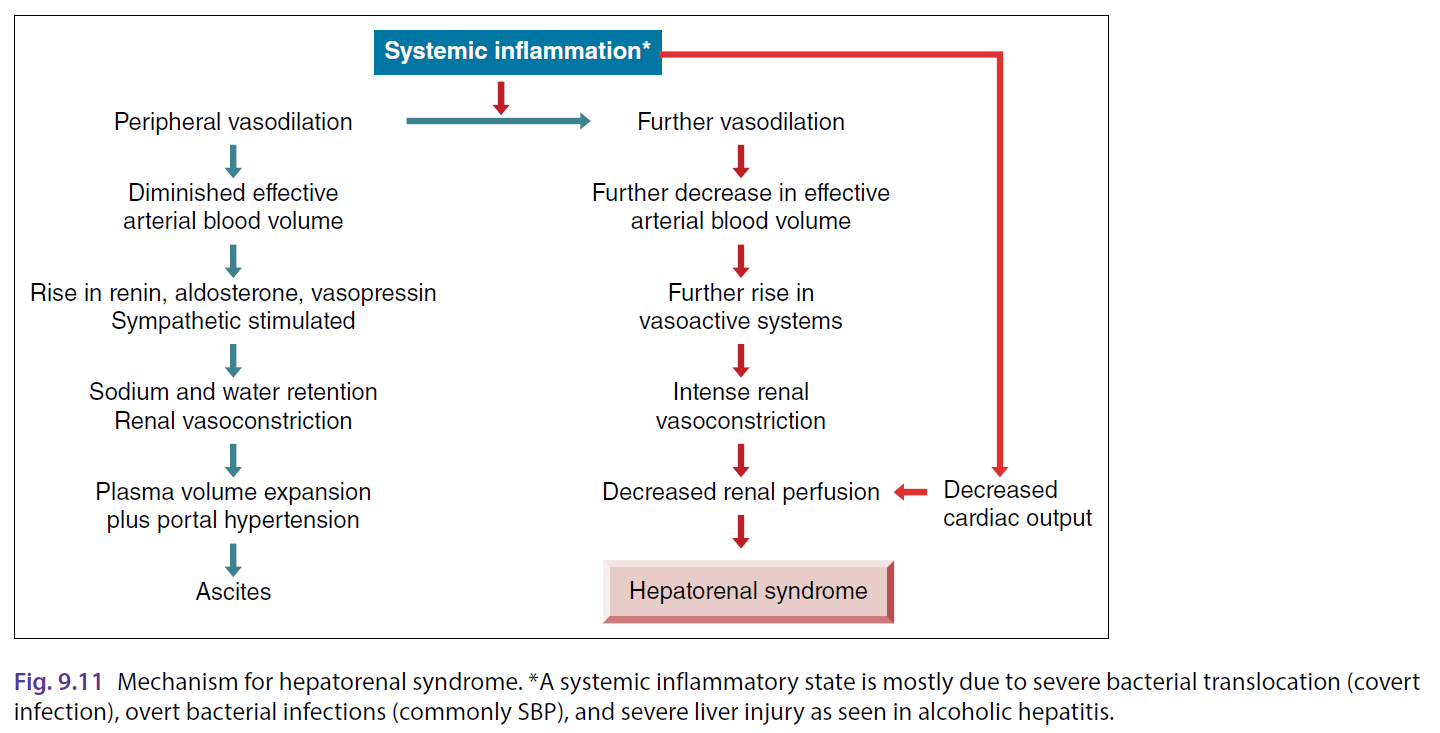 Systemic inflammation*
Peripheral vasodilation
Diminished effective
arterial blood volume
Rise in renin, aldosterone, vasopressin
Sympathetic stimulated
Sodium and water retention
Renal vasoconstriction
Plasma volume expansion
plus portal hypertension
Ascites
Further vasodilation
Further decrease in effective
arterial blood volume
Further rise in
vasoactive systems
Intense renal
vasoconstriction
Decreased renal perfusion
Decreased
cardiac output
Hepatorenal syndrome
Fig. 9.11 Mechanism for hepatorenal syndrome. *A systemic inflammatory state is mostly due to severe bacterial translocation (covert
infection), overt bacterial infections (commonly SBP), and severe liver injury as seen in alcoholic hepatitis.